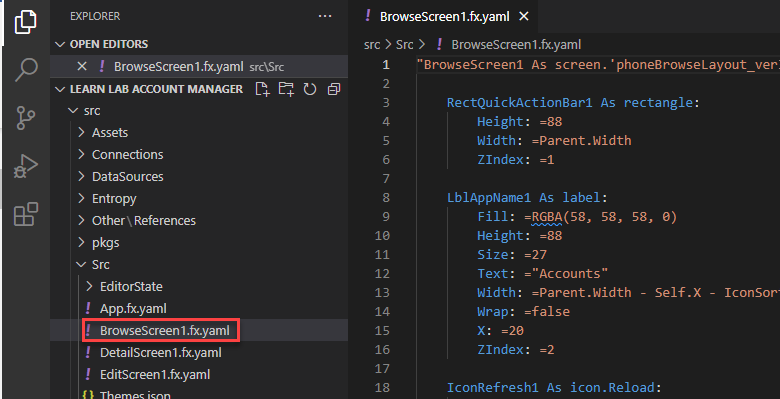 EXPLORER
OPEN EDITORS
BrowseScreen1.fx.yaml src\Src
LEARN LAB ACCOUNT MANAGER
src
Assets
Connections
DataSources
Entropy
Other\References
pkgs
Src
EditorState
App.fx.yaml
BrowseScreen1.fx.yaml
DetailScreen1.fx.yaml
EditScreen1.fx.yaml
Themes.json
BrowseScreen1.fx.yaml
src > Src > BrowseScreen1.fx.yaml
1 "BrowseScreen1 As screen.'phoneBrowseLayout_ver
2
3 RectQuickActionBar1 As rectangle:
4 Height: =88
5 Width: =Parent.Width
6 ZIndex: =1
7
8 LblAppName1 As label:
9 Fill: =RGBA(58, 58, 58, 0)
10 Height: =88
11 Size: =27
12 Text: ="Accounts"
13 Width: =Parent.Width - Self.X - IconSor
14 Wrap: =false
15 X: =20
16 ZIndex: =2
17
18 IconRefresh1 As icon.Reload: